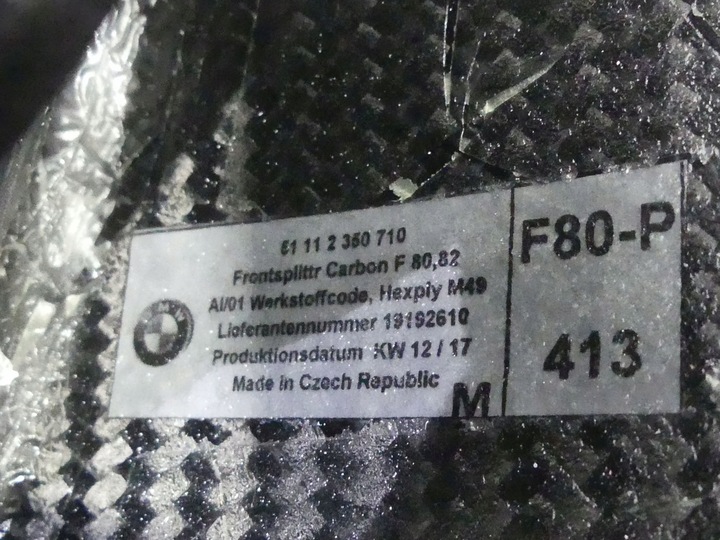 51 11 2 350 710
Frontsplittr Carbon F 80,82
AI/01 Werkstoffcode, Hexply M49
Lieferantennummer 19192610
Produktionsdatum KW 12 / 17
Made in Czech Republic
M
F80-P
413